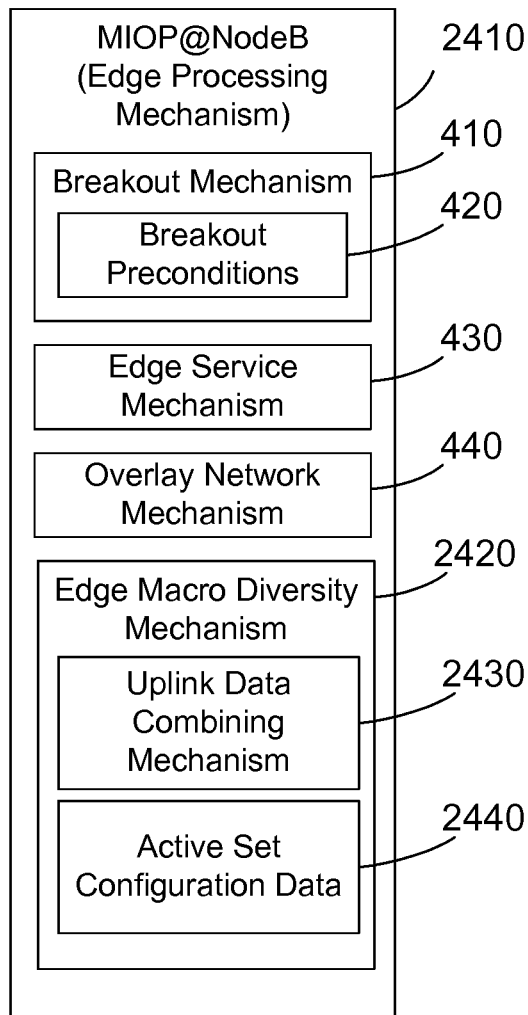 MIOP@NodeB
(Edge Processing
Mechanism)
2410
410
Breakout Mechanism
420
Breakout
Preconditions
430
Edge Service
Mechanism
440
Overlay Network
Mechanism
2420
Edge Macro Diversity
Mechanism
2430
Uplink Data
Combining
Mechanism
2440
Active Set
Configuration Data